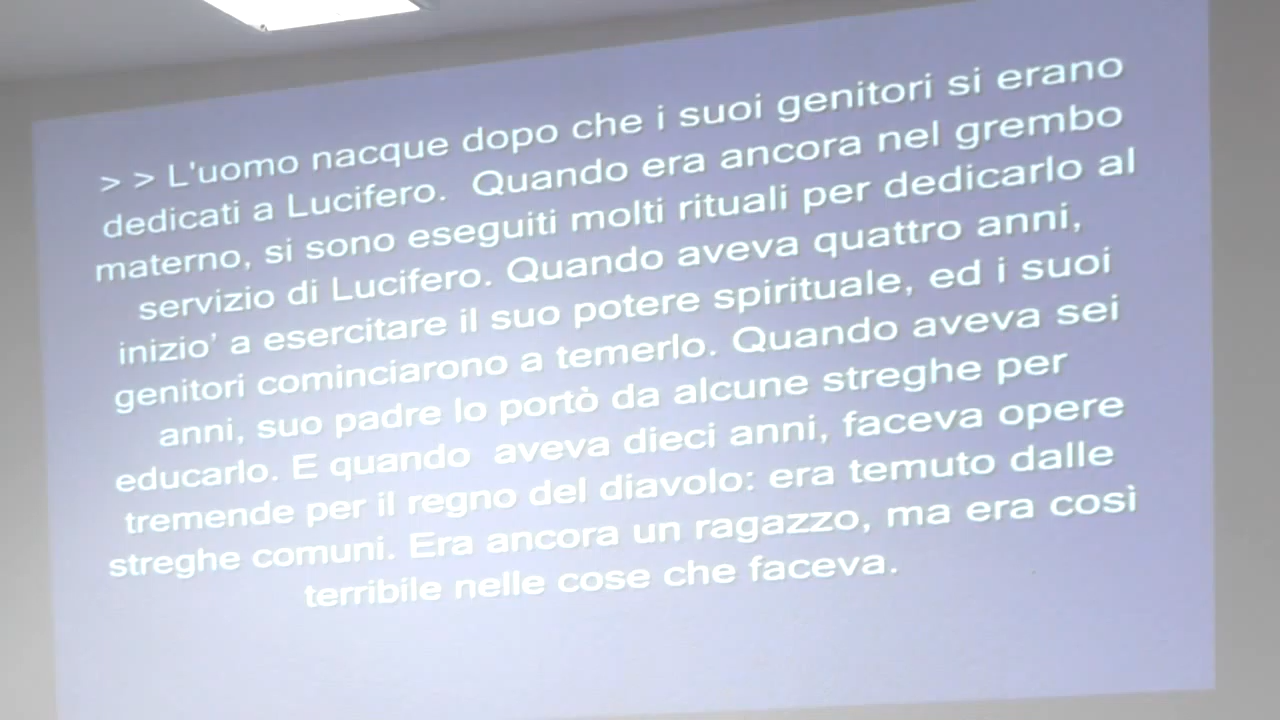 > > L'uomo nacque dopo che i suoi genitori si erano
dedicati a Lucifero.  Quando era ancora nel grembo
materno, si sono eseguiti molti rituali per dedicarlo al
servizio di Lucifero. Quando aveva quattro anni,
inizio’ a esercitare il suo potere spirituale, ed i suoi
genitori cominciarono a temerlo. Quando aveva sei
anni, suo padre lo portò da alcune streghe per
educarlo. E quando  aveva dieci anni, faceva opere
tremende per il regno del diavolo: era temuto dalle
streghe comuni. Era ancora un ragazzo, ma era così
terribile nelle cose che faceva.